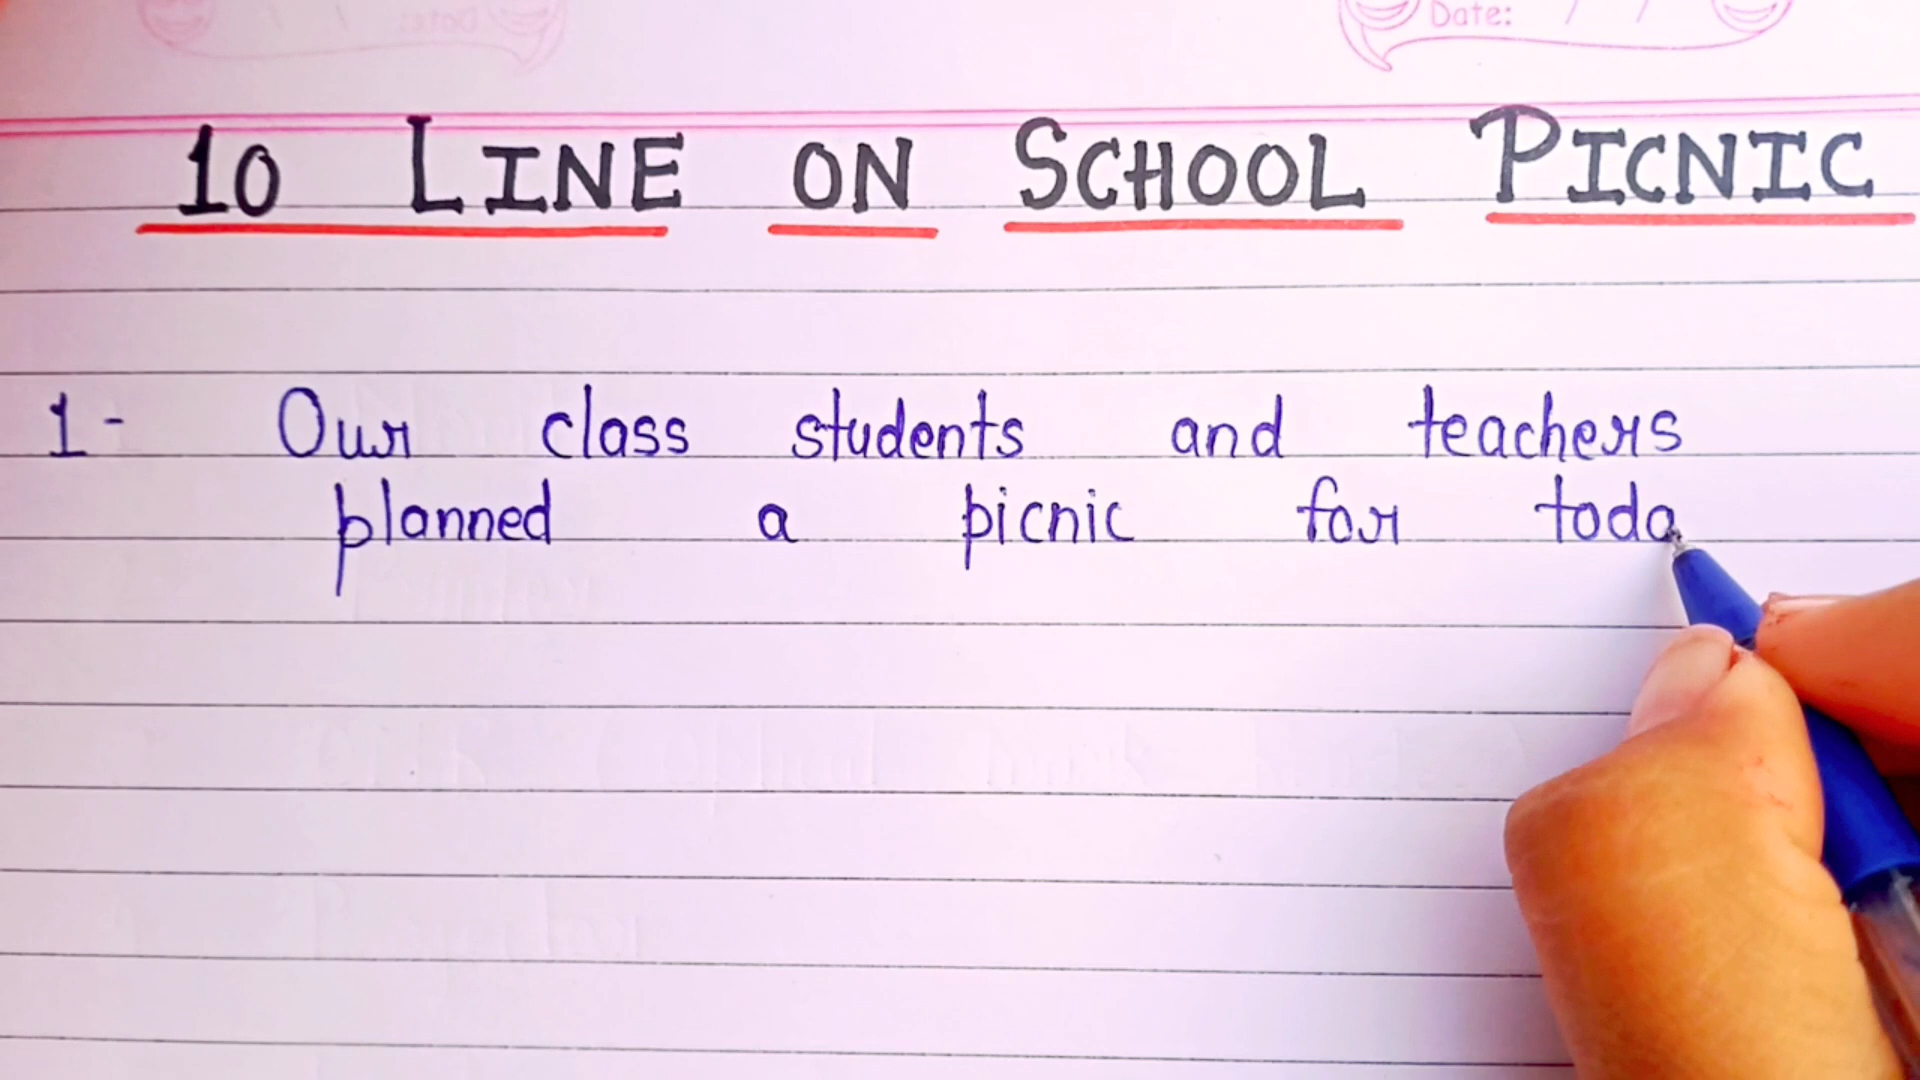 Date: / /
10 LINE ON SCHOOL PICNIC
1- Our class students and teachers
planned a picnic for toda